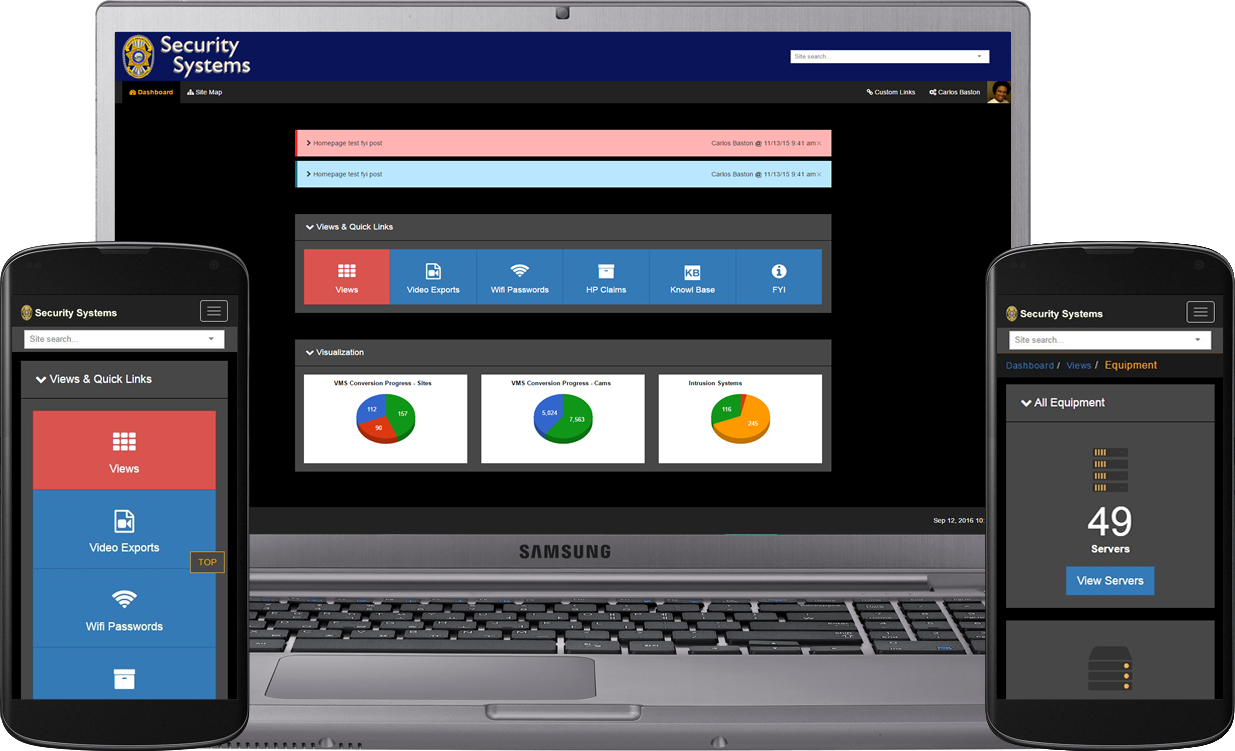 Security
Systems
Site search...
Dashboard
Site Map
Custom Links
Carlos Baston
Homepage test fyi post
Carlos Baston @ 11/13/15 9:41 am×
Homepage test fyi post
Carlos Baston @ 11/13/15 9:41 am×
Views & Quick Links
Views
Video Exports
Wifi Passwords
HP Claims
KB
Knowl Base
FYI
Visualization
VMS Conversion Progress - Sites
112
157
90
VMS Conversion Progress - Cams
5,024
7,563
Intrusion Systems
116
245
Sep 12, 2016 10:
SAMSUNG
Security Systems
Site search...
Views & Quick Links
Views
Video Exports
TOP
Wifi Passwords
Security Systems
Site search...
Dashboard / Views / Equipment
All Equipment
49
Servers
View Servers